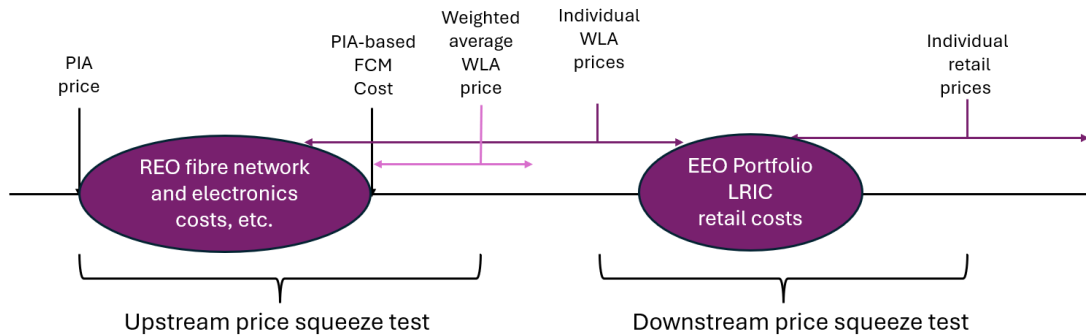 PIA
price
PIA-based
FCM
Cost
Weighted
average
WLA
price
Individual
WLA
prices
Individual
retail
prices
REO fibre network
and electronics
costs, etc.
EEO Portfolio
LRIC
retail costs
Upstream price squeeze test
Downstream price squeeze test